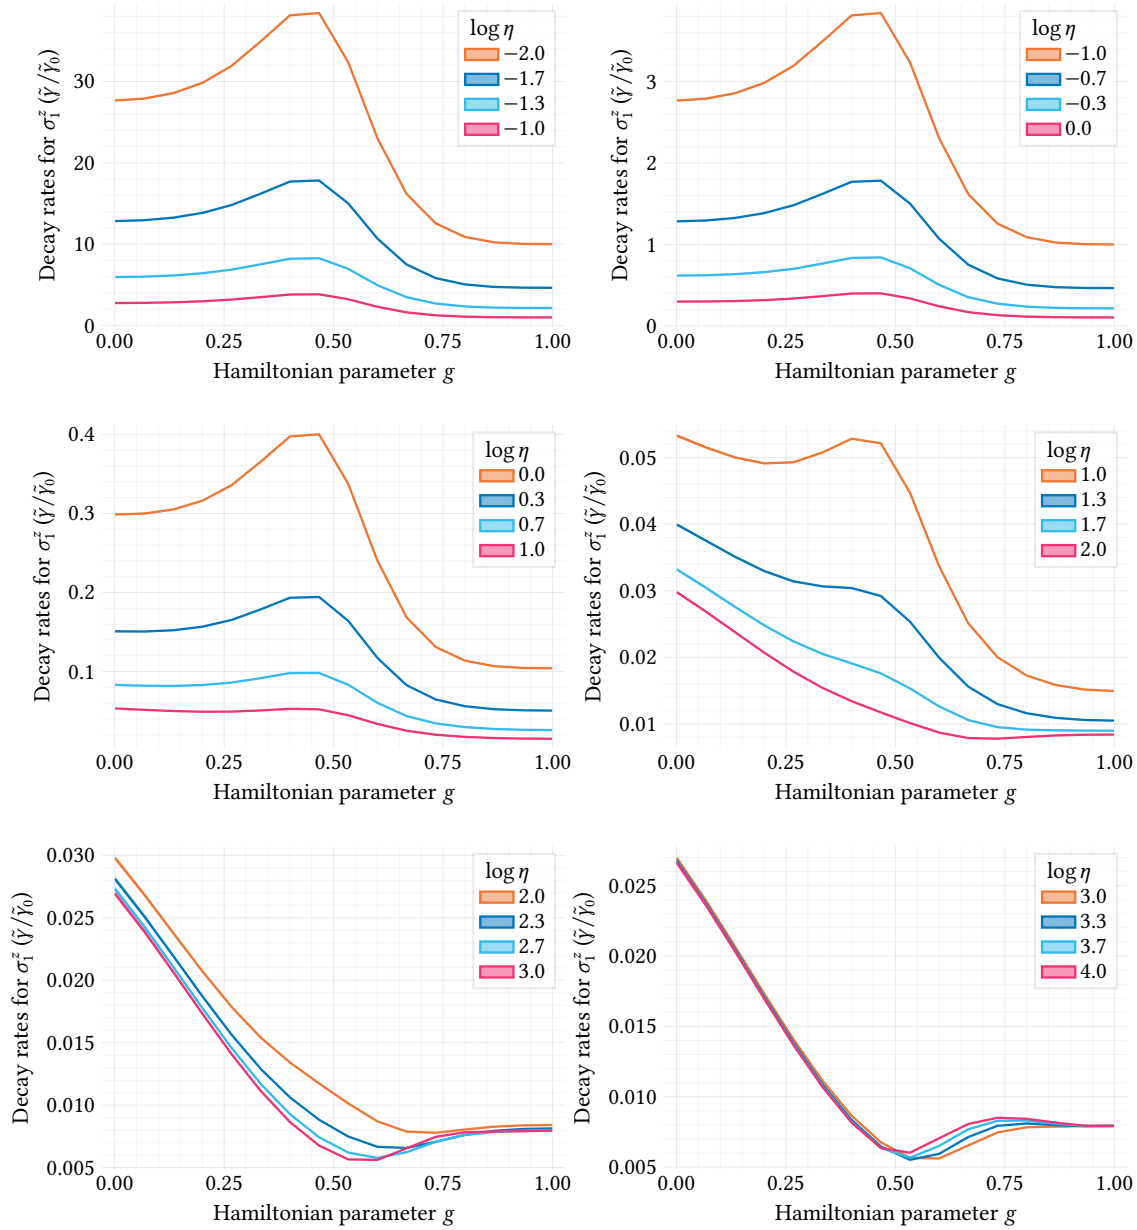 Decay rates for σ₁ᶻ (γ̃/γ̃₀)
30
20
10
0
0.00 0.25 0.50 0.75 1.00
Hamiltonian parameter g
log η
−2.0
−1.7
−1.3
−1.0
Decay rates for σ₁ᶻ (γ̃/γ̃₀)
3
2
1
0
0.00 0.25 0.50 0.75 1.00
Hamiltonian parameter g
log η
−1.0
−0.7
−0.3
0.0
Decay rates for σ₁ᶻ (γ̃/γ̃₀)
0.4
0.3
0.2
0.1
0.00 0.25 0.50 0.75 1.00
Hamiltonian parameter g
log η
0.0
0.3
0.7
1.0
Decay rates for σ₁ᶻ (γ̃/γ̃₀)
0.05
0.04
0.03
0.02
0.01
0.00 0.25 0.50 0.75 1.00
Hamiltonian parameter g
log η
1.0
1.3
1.7
2.0
Decay rates for σ₁ᶻ (γ̃/γ̃₀)
0.030
0.025
0.020
0.015
0.010
0.005
0.00 0.25 0.50 0.75 1.00
Hamiltonian parameter g
log η
2.0
2.3
2.7
3.0
Decay rates for σ₁ᶻ (γ̃/γ̃₀)
0.025
0.020
0.015
0.010
0.005
0.00 0.25 0.50 0.75 1.00
Hamiltonian parameter g
log η
3.0
3.3
3.7
4.0